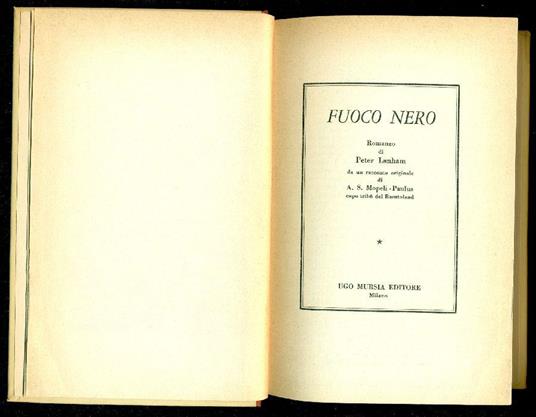 FUOCO NERO
Romanzo
di
Peter Lanham
da un racconto originale
di
A. S. Mopeli-Paulus
capo tribù del Basutoland
*
UGO MURSIA EDITORE
Milano